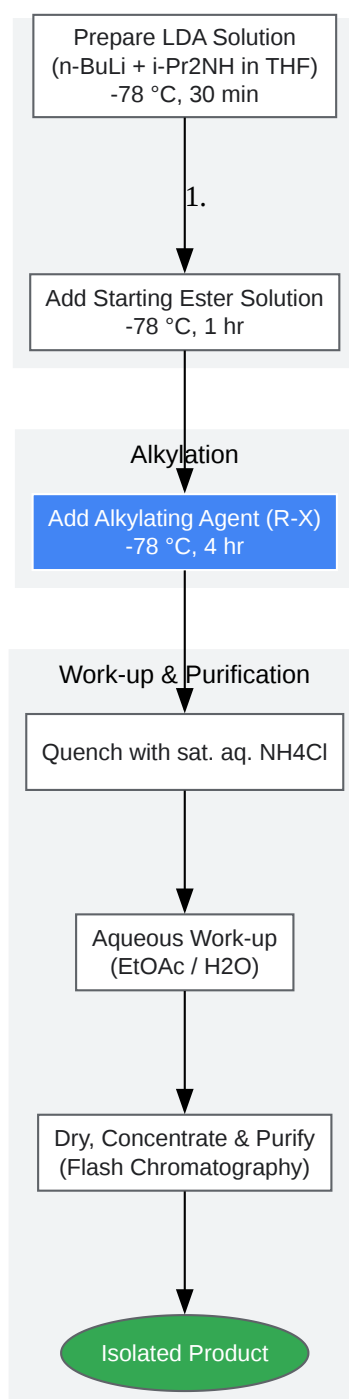 Prepare LDA Solution
(n-BuLi + i-Pr2NH in THF)
-78 °C, 30 min
1.
Add Starting Ester Solution
-78 °C, 1 hr
Alkylation
Add Alkylating Agent (R-X)
-78 °C, 4 hr
Work-up & Purification
Quench with sat. aq. NH4Cl
Aqueous Work-up
(EtOAc / H2O)
Dry, Concentrate & Purify
(Flash Chromatography)
Isolated Product